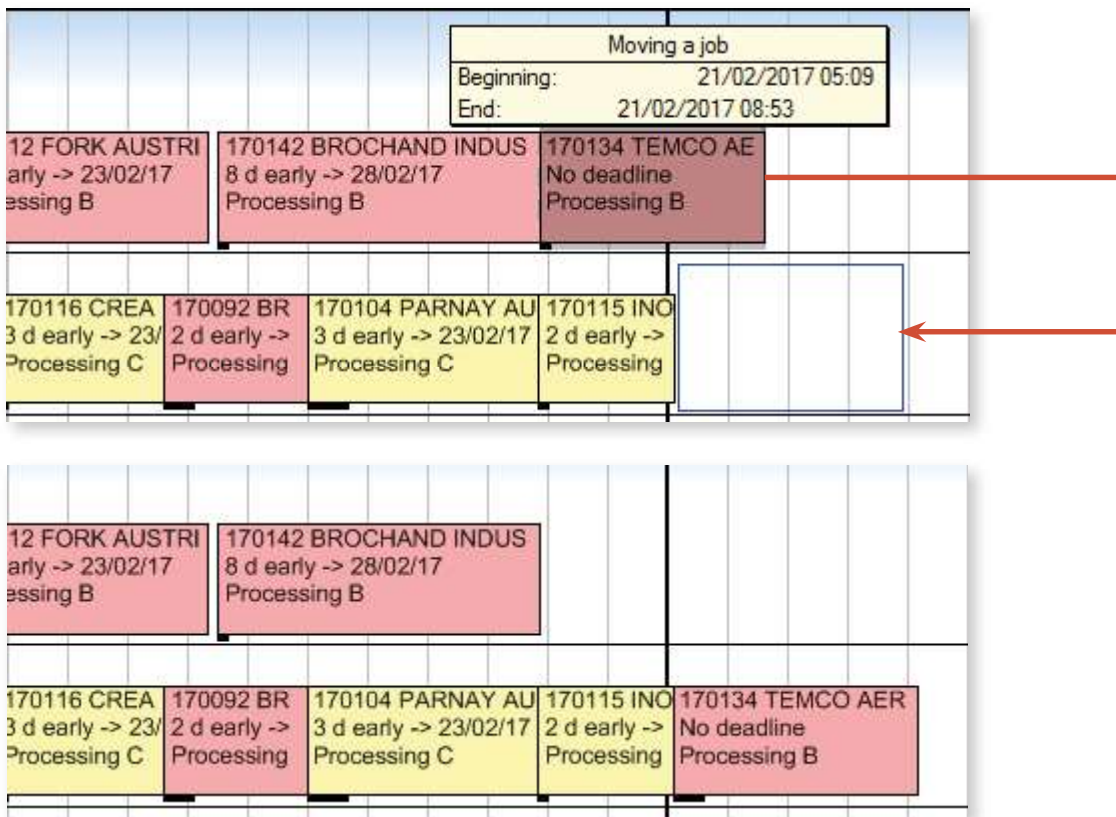 Moving a job
Beginning: 21/02/2017 05:09
End: 21/02/2017 08:53
12 FORK AUSTRI
arly -> 23/02/17
essing B
170142 BROCHAND INDUS
8 d early -> 28/02/17
Processing B
170134 TEMCO AE
No deadline
Processing B
170116 CREA
3 d early -> 23/
Processing C
170092 BR
2 d early ->
Processing
170104 PARNAY AU
3 d early -> 23/02/17
Processing C
170115 INO
2 d early ->
Processing
12 FORK AUSTRI
arly -> 23/02/17
essing B
170142 BROCHAND INDUS
8 d early -> 28/02/17
Processing B
170116 CREA
3 d early -> 23/
Processing C
170092 BR
2 d early ->
Processing
170104 PARNAY AU
3 d early -> 23/02/17
Processing C
170115 INO
2 d early ->
Processing
170134 TEMCO AER
No deadline
Processing B